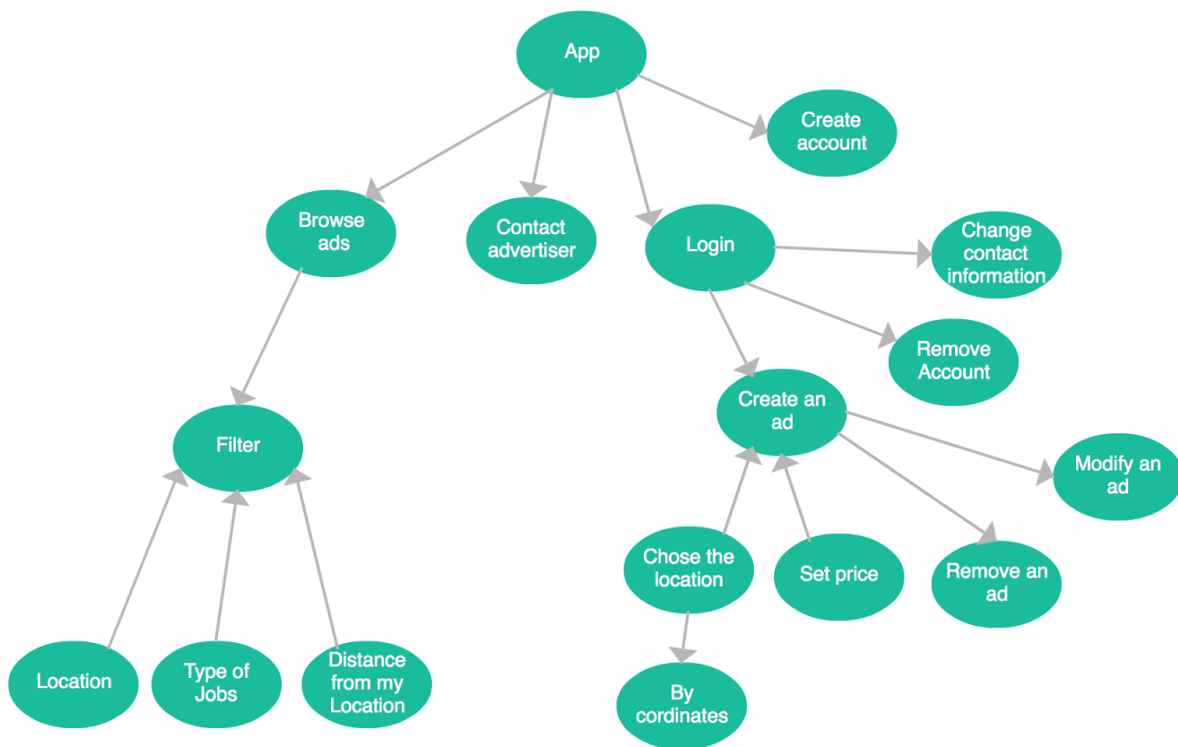 App
Create
account
Browse
ads
Contact
advertiser
Login
Change
contact
information
Remove
Account
Create an
ad
Filter
Modify an
ad
Chose the
location
Set price
Remove an
ad
Location
Type of
Jobs
Distance
from my
Location
By
cordinates